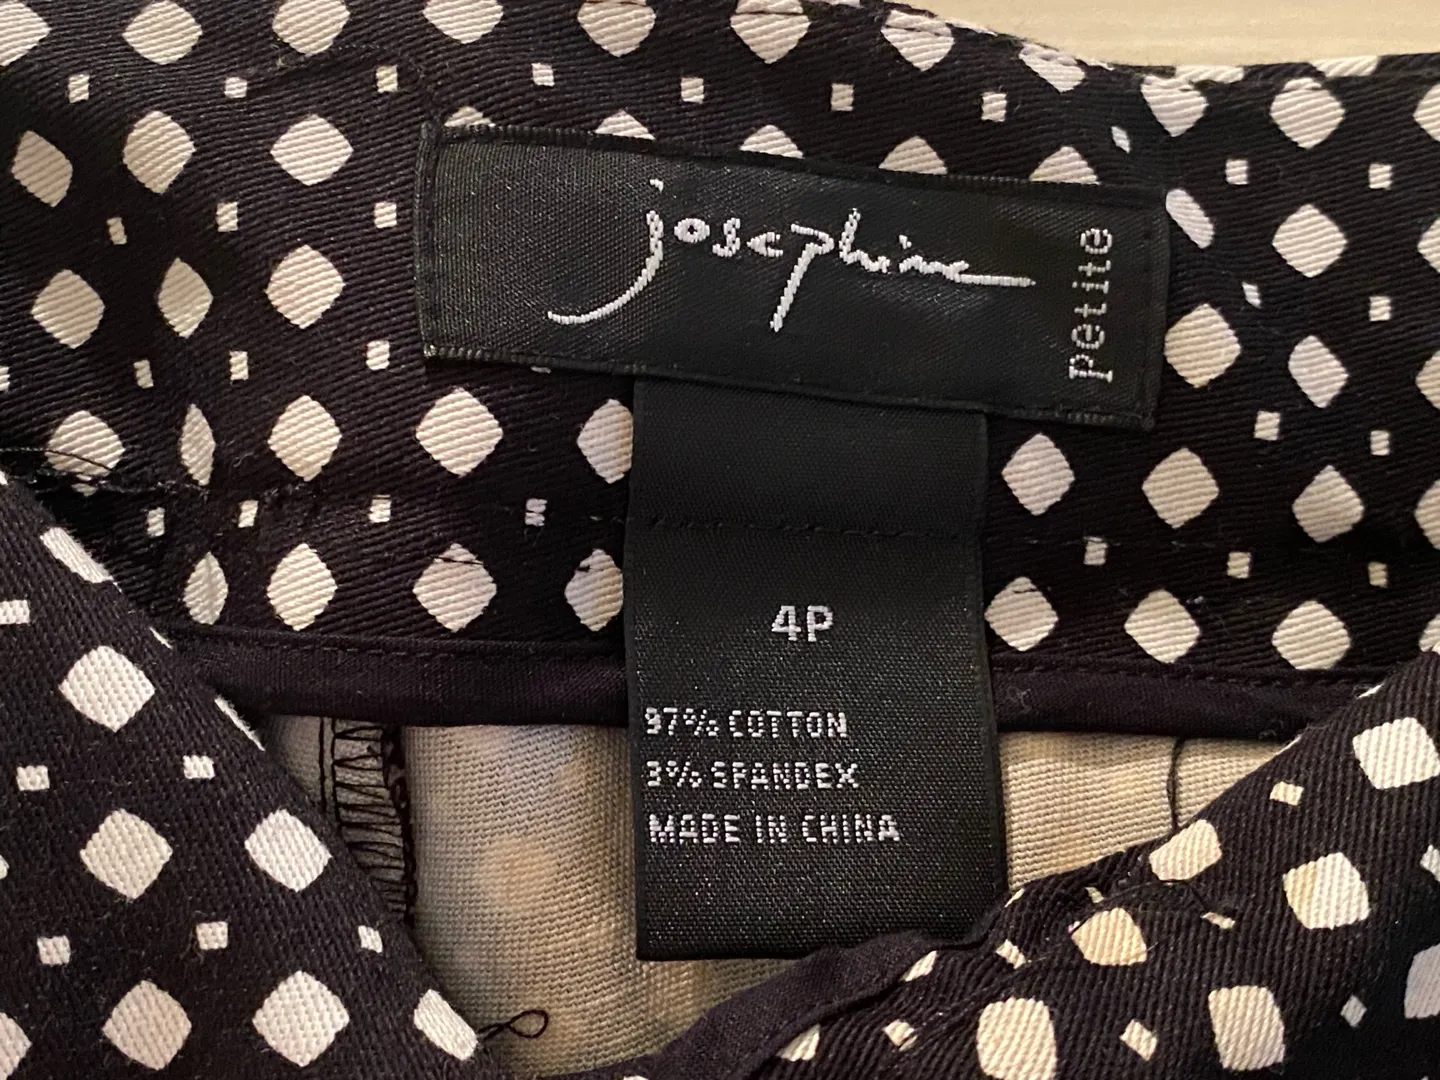 josephine
Petite
4P
97% COTTON
3% SPANDEX
MADE IN CHINA